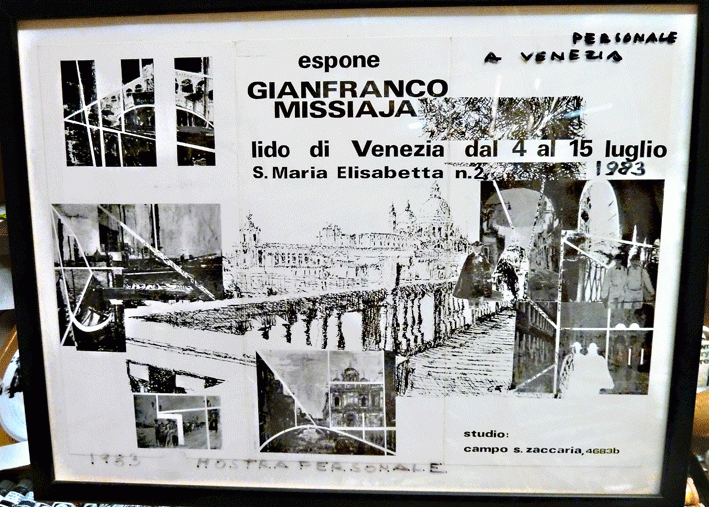 PERSONALE
A VENEZIA
espone
GIANFRANCO
MISSIAJA
lido di Venezia dal 4 al 15 luglio
S. Maria Elisabetta n.2
1983
studio:
campo s. zaccaria, 4683b
1983 MOSTRA PERSONALE